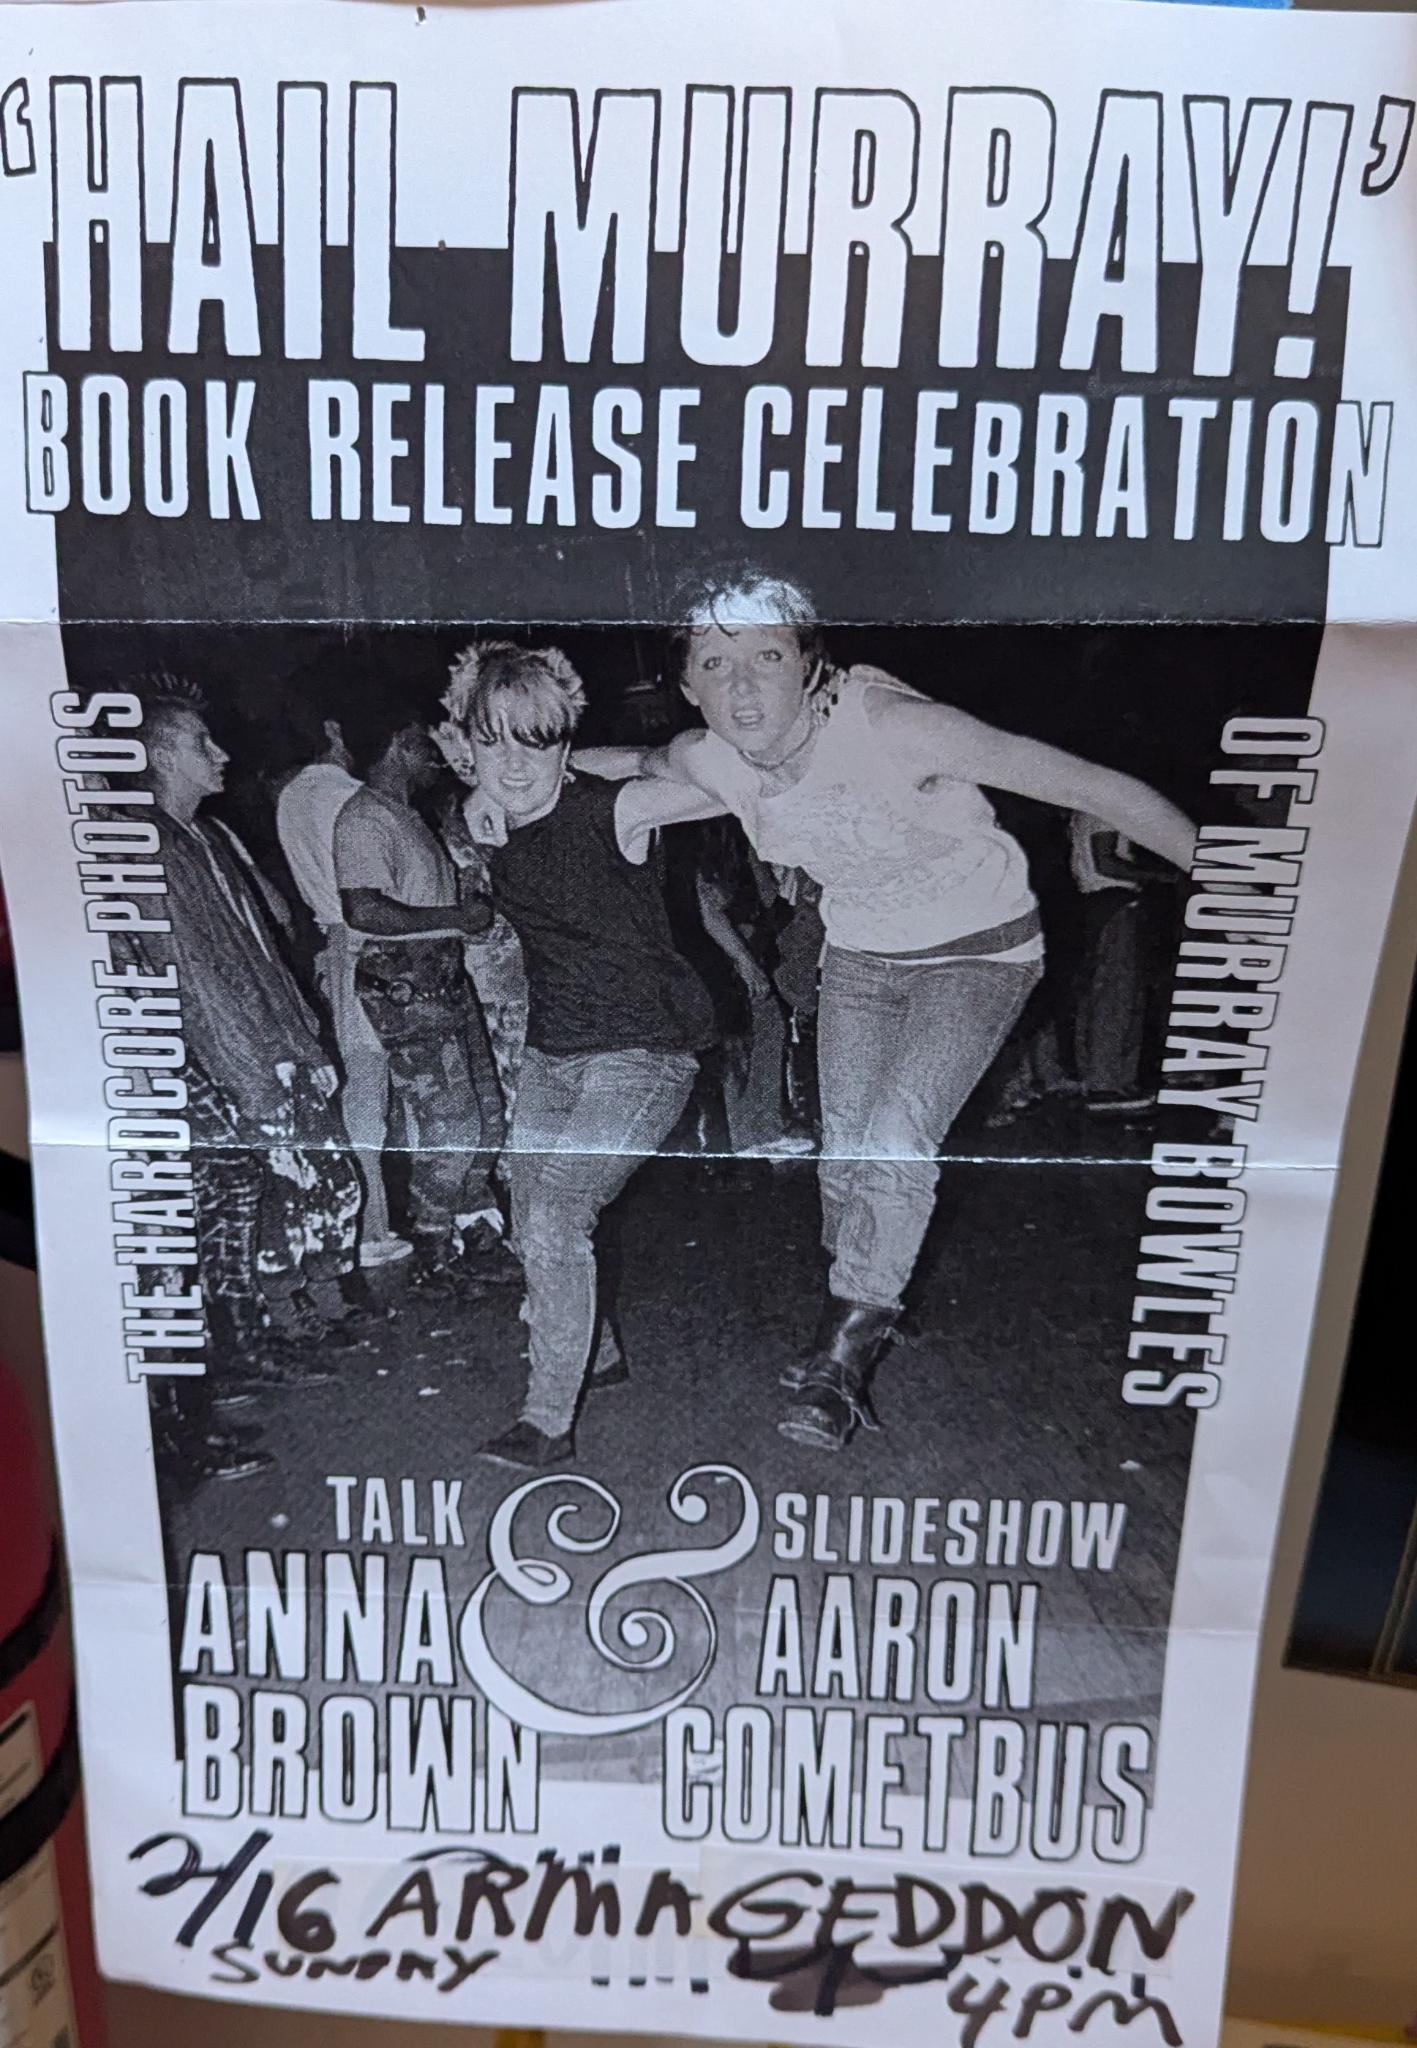 'HAIL MURRAY!'
BOOK RELEASE CELEBRATION
THE HARDCORE PHOTOS
OF MURRAY BOWLES
TALK & SLIDESHOW
ANNA BROWN
AARON COMETBUS
2/16 ARMAGEDDON
SUNDAY 4PM